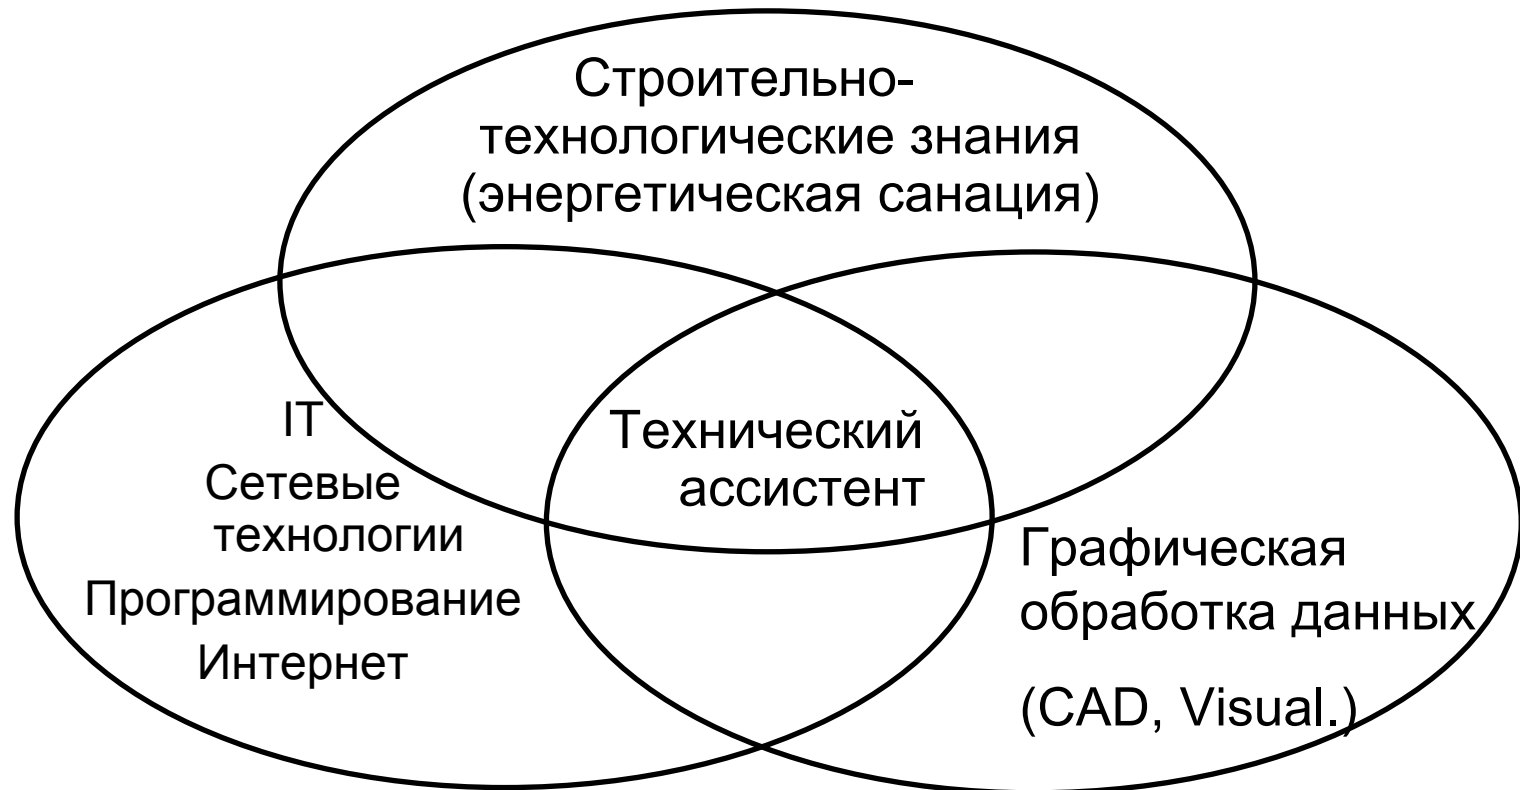 Строительно-
технологические знания
(энергетическая санация)
IT
Сетевые
технологии
Программирование
Интернет
Технический
ассистент
Графическая
обработка данных
(CAD, Visual.)